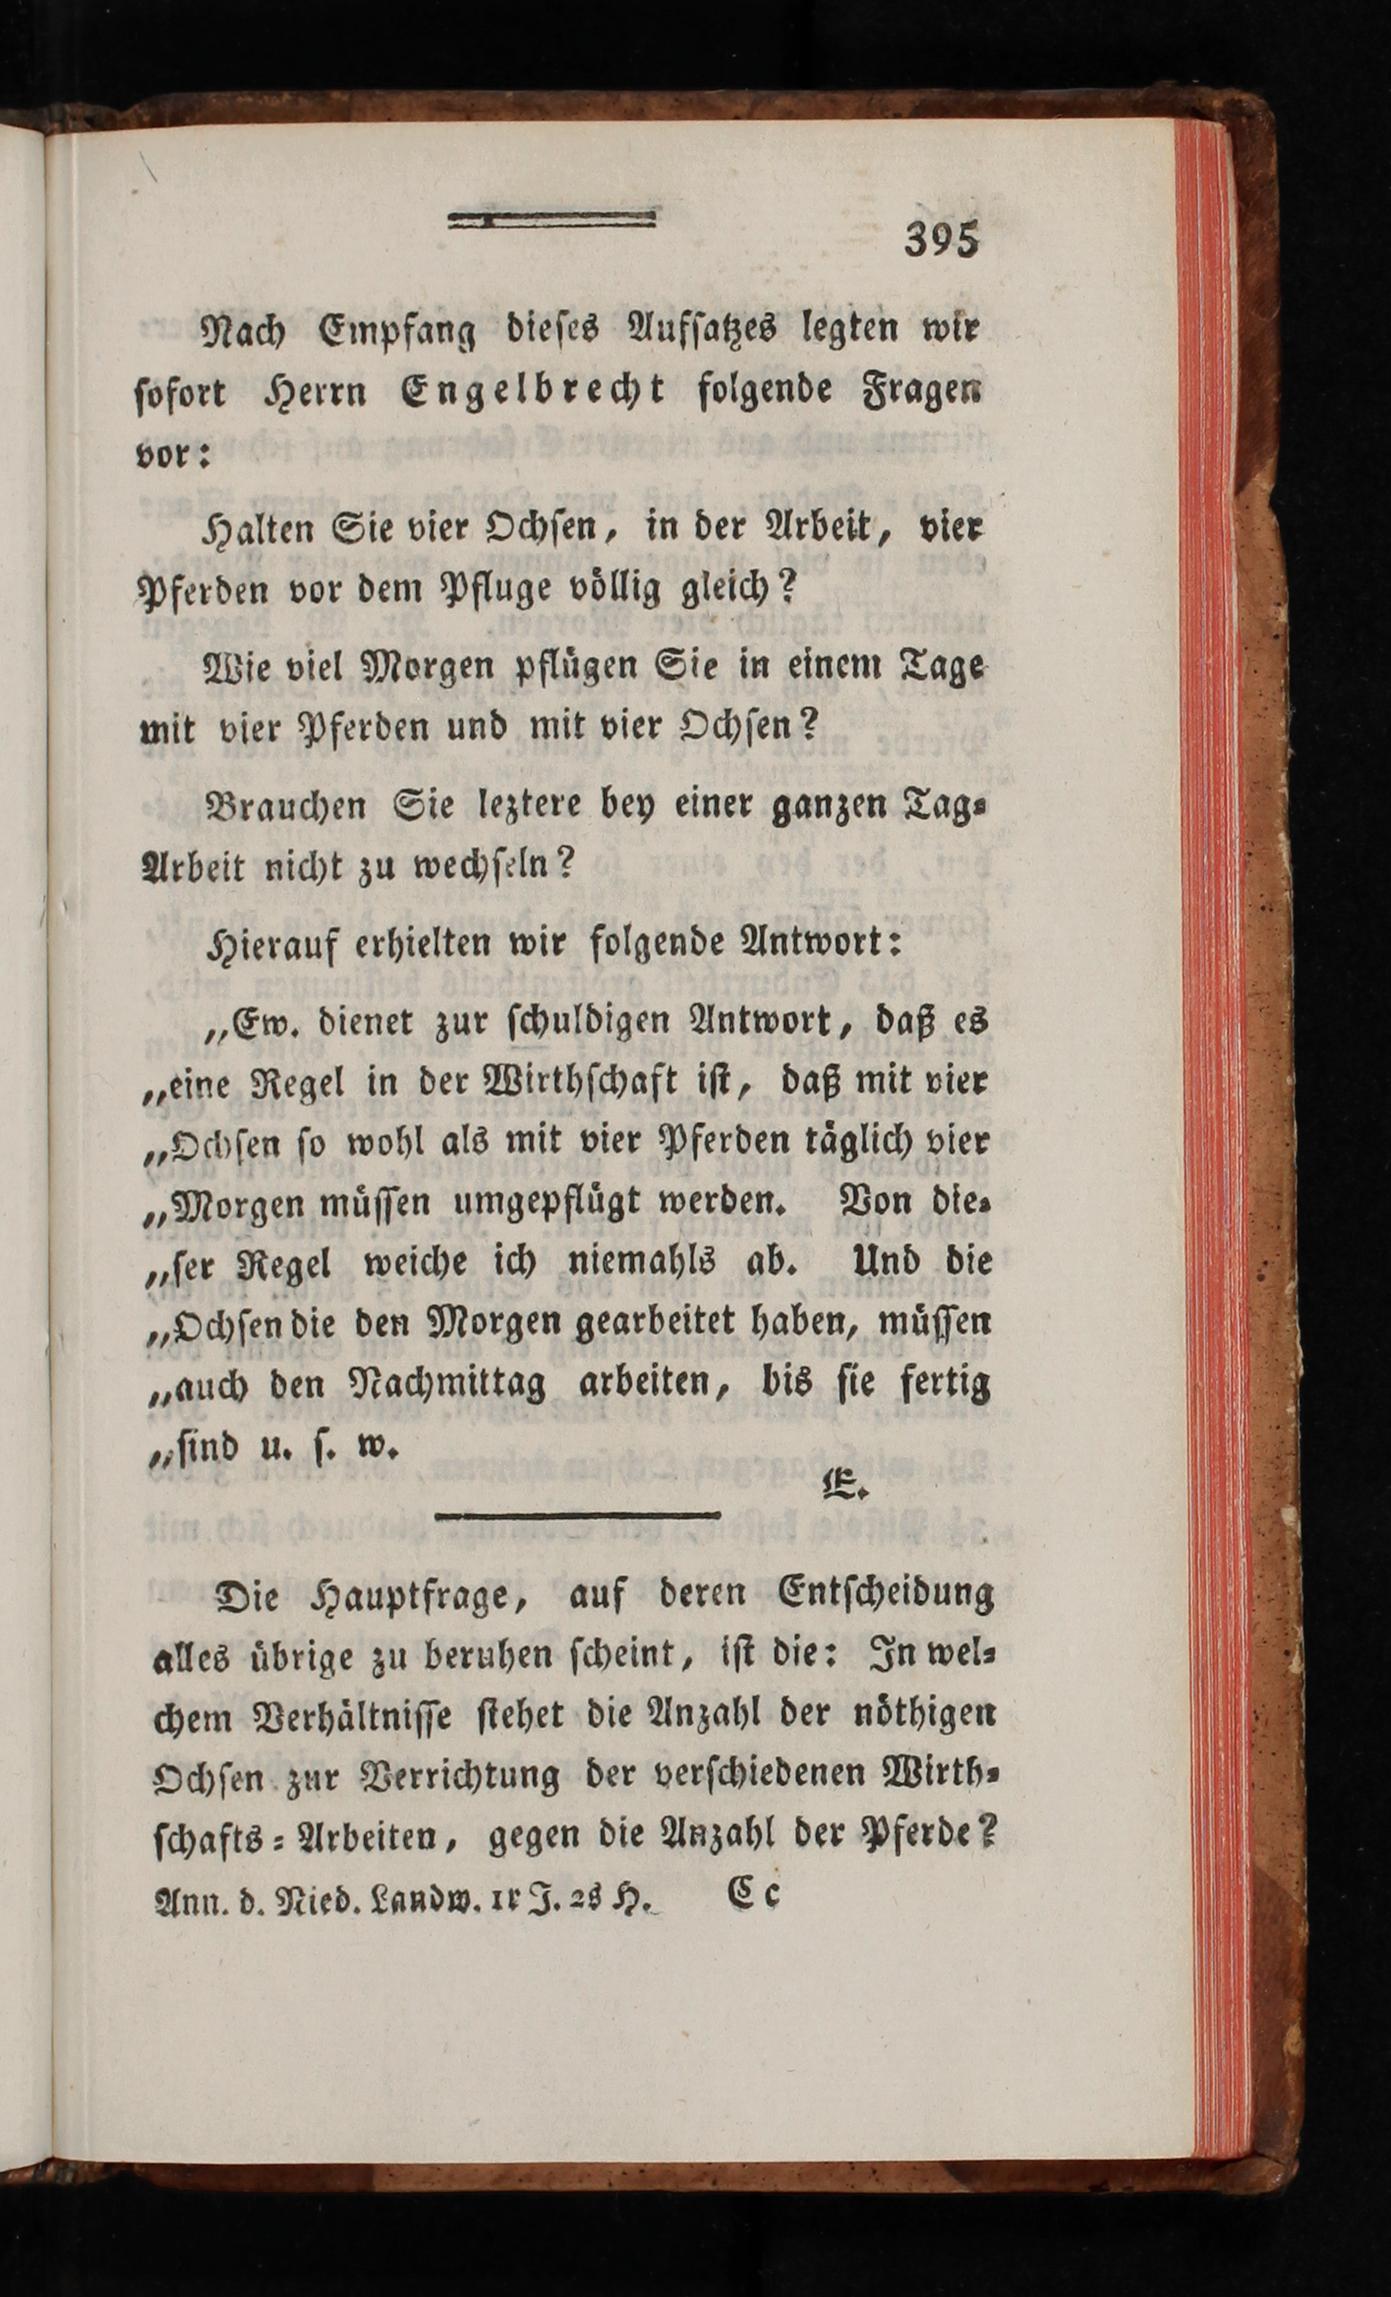 395
Nach Empfang dieſes Aufſatzes legten wir
ſofort Herrn Engelbrecht folgende Fragen
vor:
Halten Sie vier Ochſen, in der Arbeit, vier
Pferden vor dem Pfluge völlig gleich?
Wie viel Morgen pflügen Sie in einem Tage
mit vier Pferden und mit vier Ochſen?
Brauchen Sie leztere bey einer ganzen Tag⸗
Arbeit nicht zu wechſeln?
Hierauf erhielten wir folgende Antwort:
„Ew. dienet zur ſchuldigen Antwort, daß es
„eine Regel in der Wirthſchaft iſt, daß mit vier
„Ochſen ſo wohl als mit vier Pferden täglich vier
„Morgen müſſen umgepflügt werden. Von die⸗
„ſer Regel weiche ich niemahls ab. Und die
„Ochſen die den Morgen gearbeitet haben, müſſen
„auch den Nachmittag arbeiten, bis ſie fertig
„ſind u. ſ. w.
E.
Die Hauptfrage, auf deren Entſcheidung
alles übrige zu beruhen ſcheint, iſt die: In wel⸗
chem Verhältniſſe ſtehet die Anzahl der nöthigen
Ochſen zur Verrichtung der verſchiedenen Wirth⸗
ſchafts⸗Arbeiten, gegen die Anzahl der Pferde?
Ann. d. Nied. Landw. 1r J. 2s H. Cc